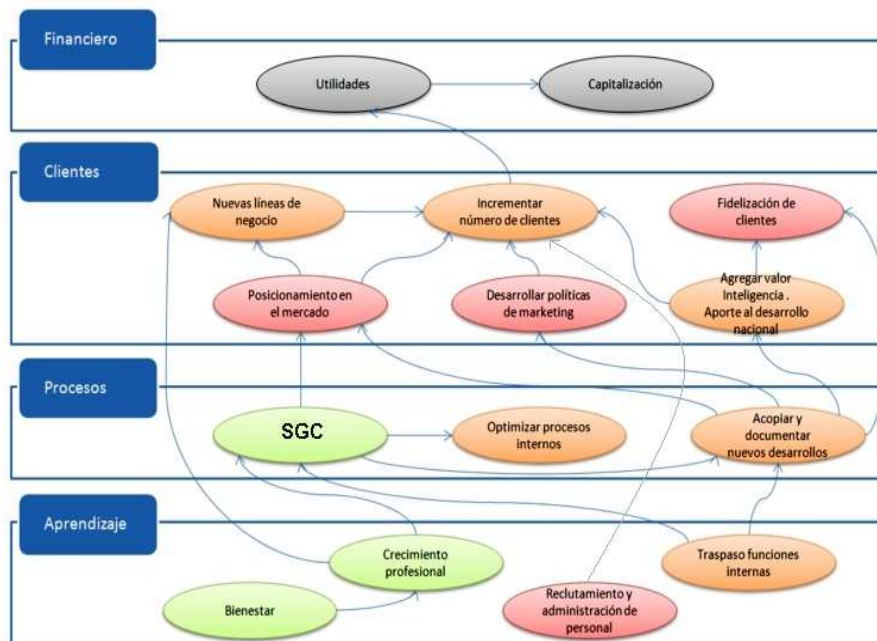 Financiero
Utilidades
Capitalización
Clientes
Nuevas líneas de
negocio
Incrementar
número de clientes
Fidelización de
clientes
Posicionamiento en
el mercado
Desarrollar políticas
de marketing
Agregar valor
Inteligencia .
Aporte al desarrollo
nacional
Procesos
SGC
Optimizar procesos
internos
Acopiar y
documentar
nuevos desarrollos
Aprendizaje
Crecimiento
profesional
Traspaso funciones
internas
Bienestar
Reclutamiento y
administración de
personal